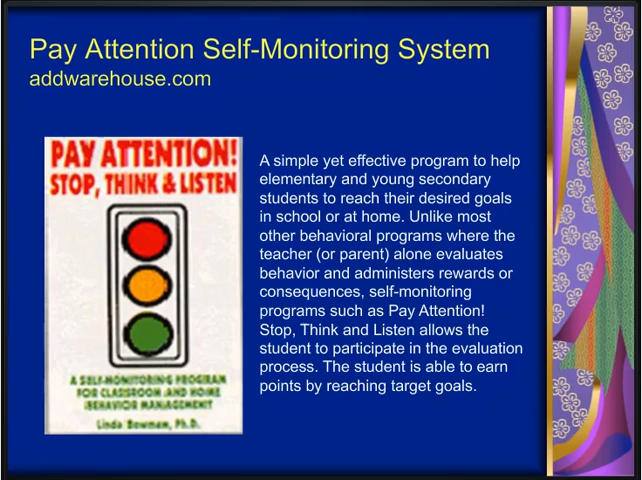 Pay Attention Self-Monitoring System
addwarehouse.com
PAY ATTENTION!
STOP, THINK & LISTEN
A SELF-MONITORING PROGRAM
FOR CLASSROOM AND HOME
BEHAVIOR MANAGEMENT
Linda Bowman, Ph.D.
A simple yet effective program to help
elementary and young secondary
students to reach their desired goals
in school or at home. Unlike most
other behavioral programs where the
teacher (or parent) alone evaluates
behavior and administers rewards or
consequences, self-monitoring
programs such as Pay Attention!
Stop, Think and Listen allows the
student to participate in the evaluation
process. The student is able to earn
points by reaching target goals.